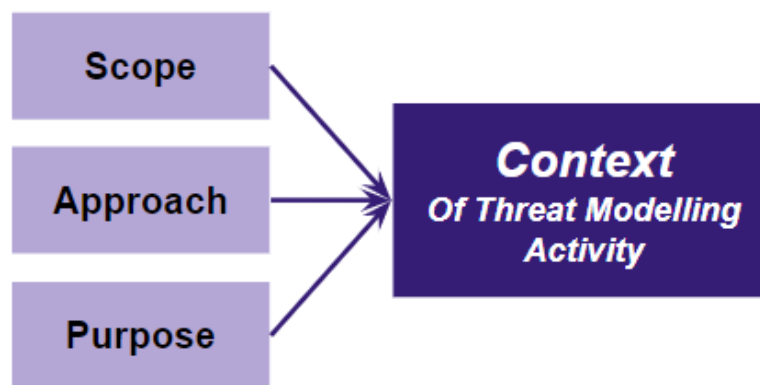 Scope
Approach
Purpose
Context
Of Threat Modelling
Activity